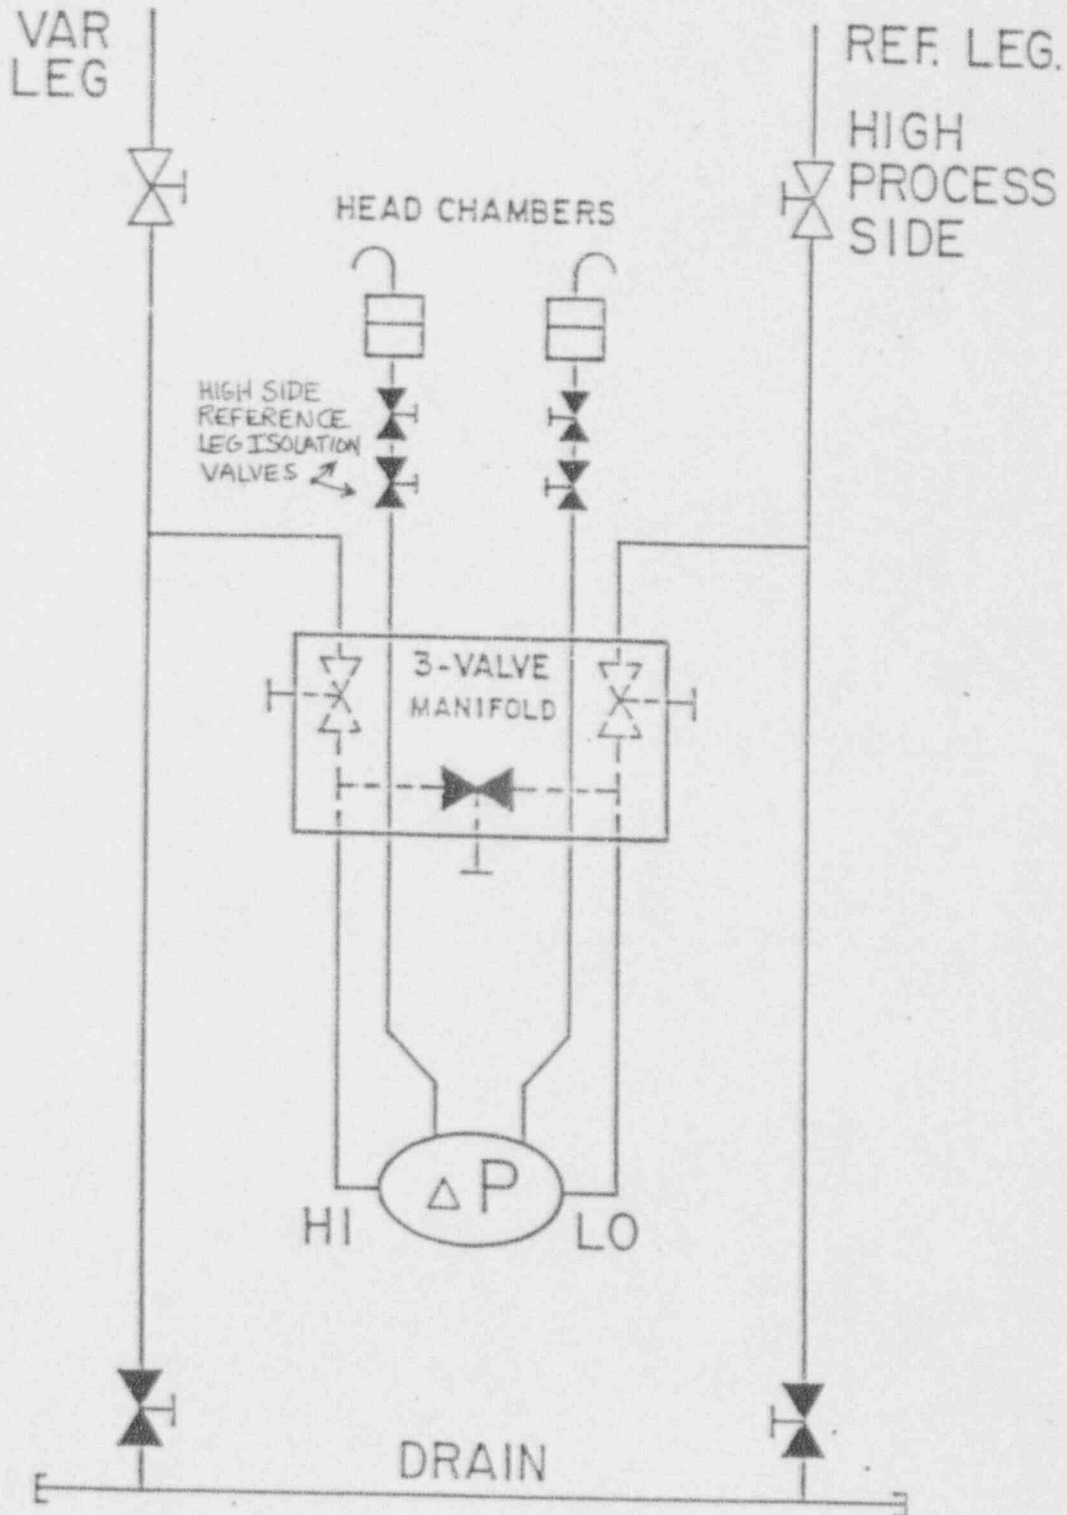 VAR
LEG
REF. LEG.
HIGH
PROCESS
SIDE
HEAD CHAMBERS
HIGH SIDE
REFERENCE
LEG ISOLATION
VALVES
3-VALVE
MANIFOLD
△ P
HI
LO
DRAIN